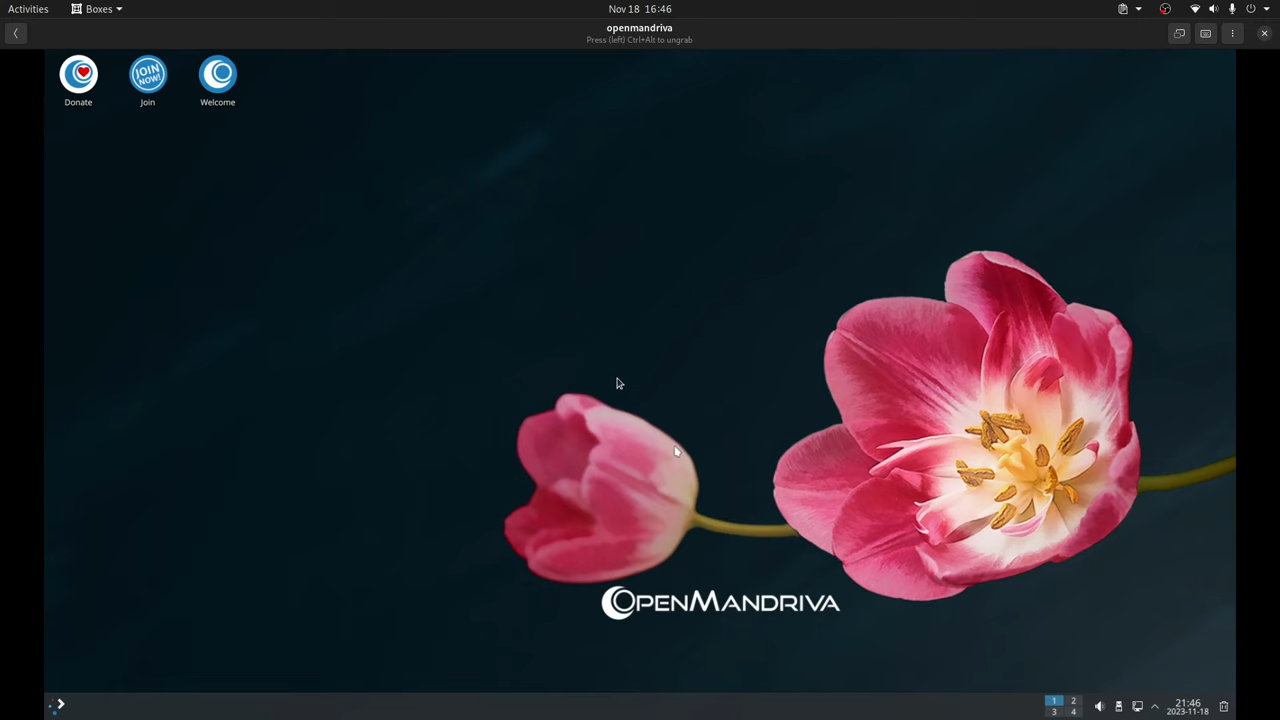 Activities
Boxes
Nov 18 16:46
openmandriva
Press (left) Ctrl+Alt to ungrab
JOIN NOW!
Donate
Join
Welcome
OPENMANDRIVA
1 2
3 4
21:46
2023-11-18